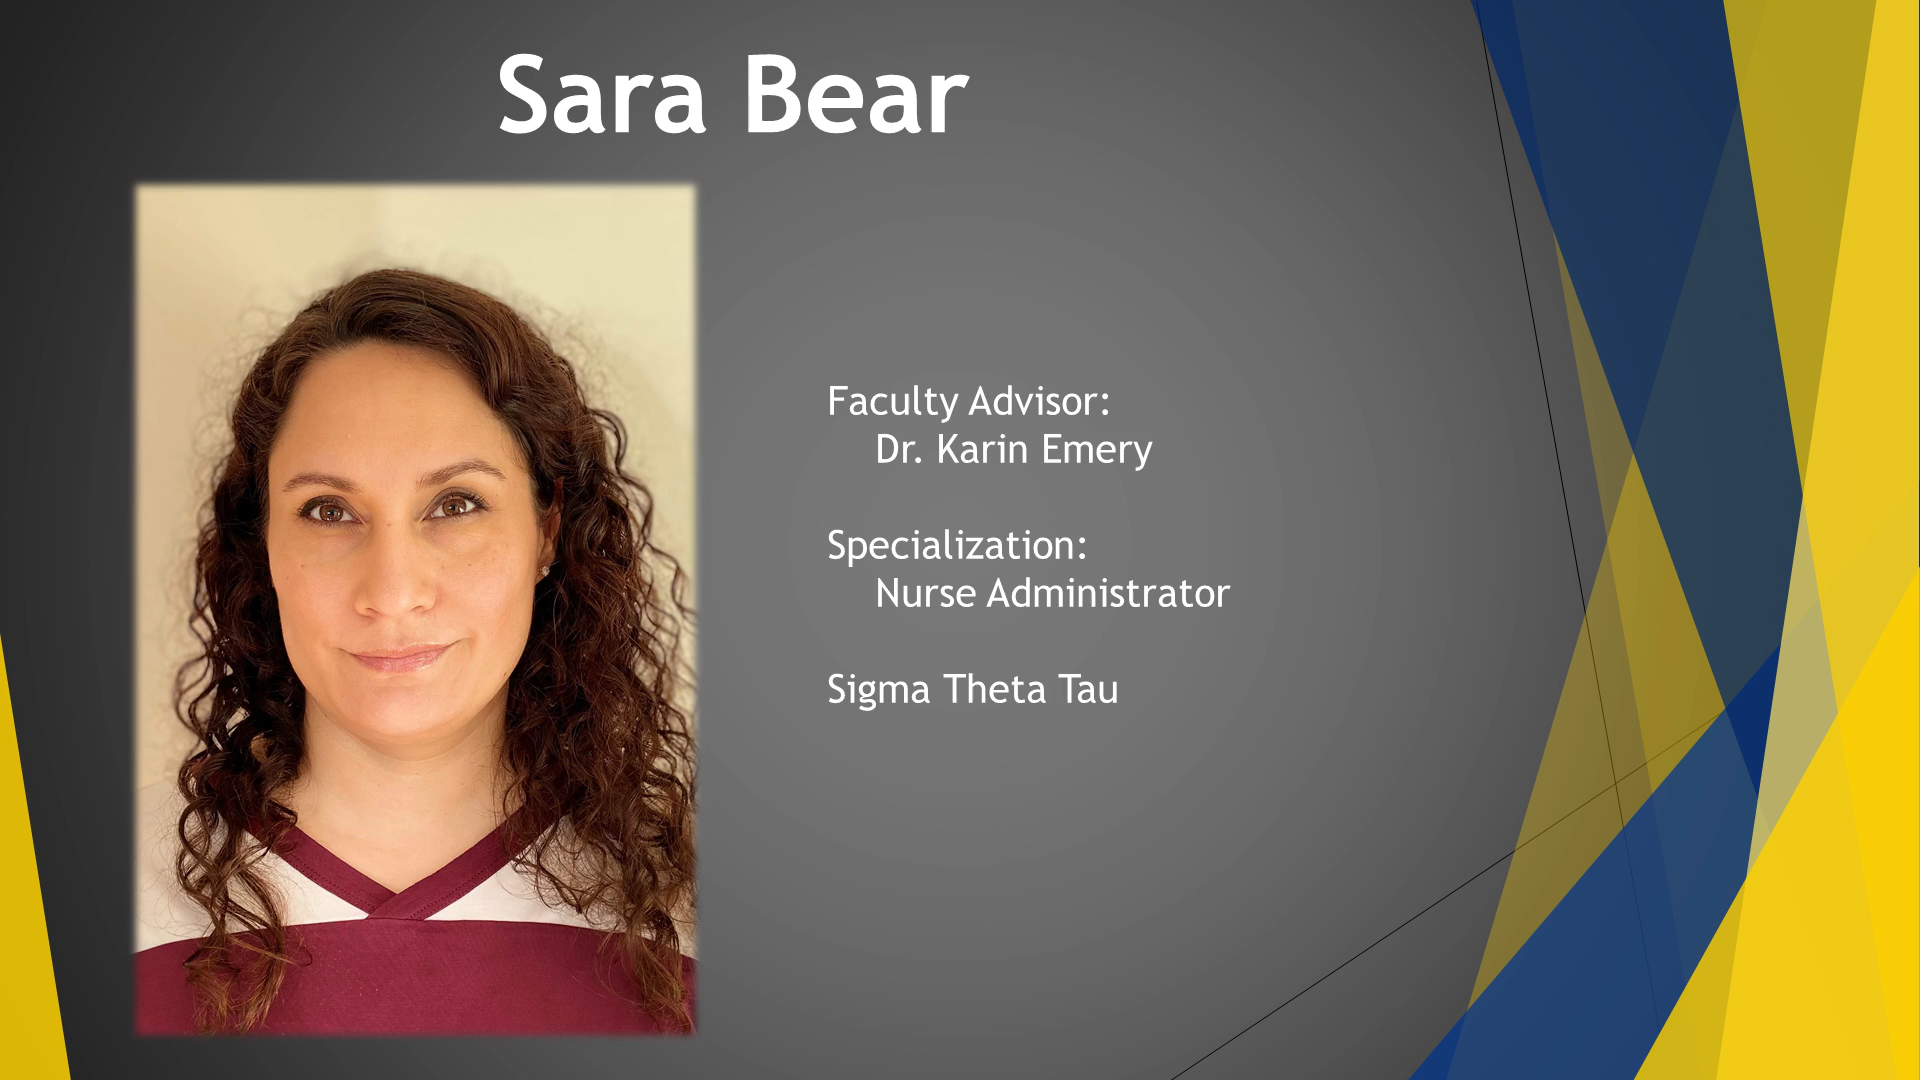 Sara Bear
Faculty Advisor:
Dr. Karin Emery
Specialization:
Nurse Administrator
Sigma Theta Tau